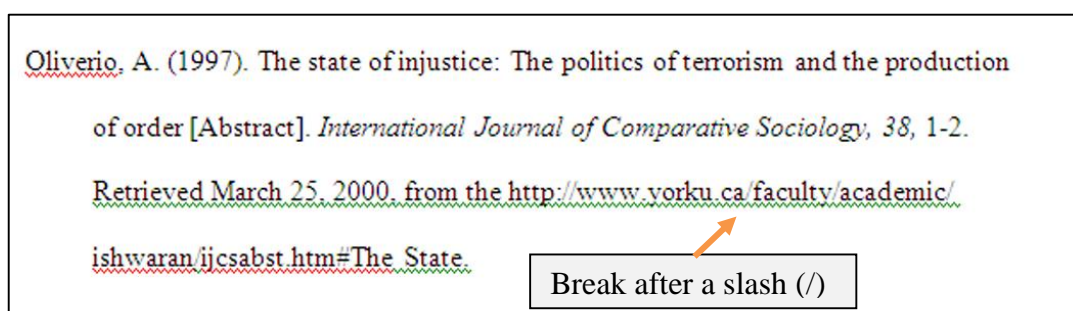 Oliverio, A. (1997). The state of injustice: The politics of terrorism and the production
of order [Abstract]. International Journal of Comparative Sociology, 38, 1-2.
Retrieved March 25, 2000, from the http://www.yorku.ca/faculty/academic/
ishwaran/ijcsabst.htm#The State.
Break after a slash (/)